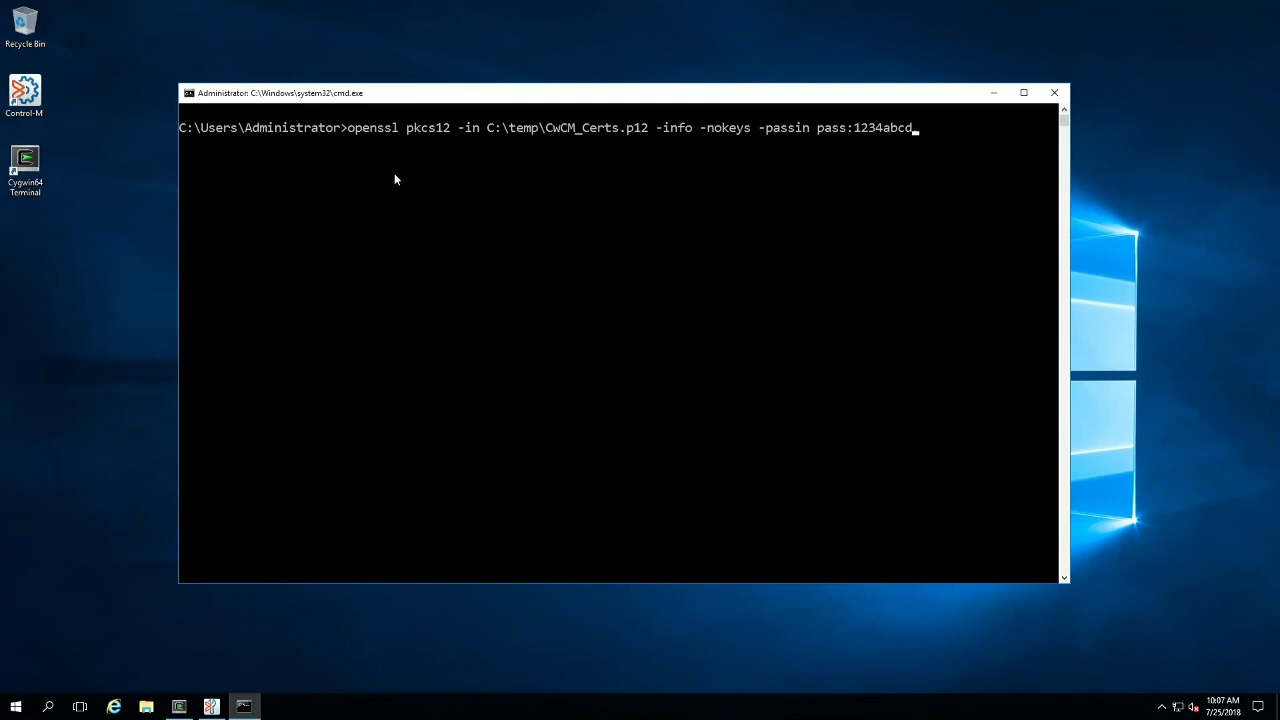 Recycle Bin
Control-M
Cygwin64
Terminal
Administrator: C:\Windows\system32\cmd.exe
C:\Users\Administrator>openssl pkcs12 -in C:\temp\CwCM_Certs.p12 -info -nokeys -passin pass:1234abcd
10:07 AM
7/25/2018